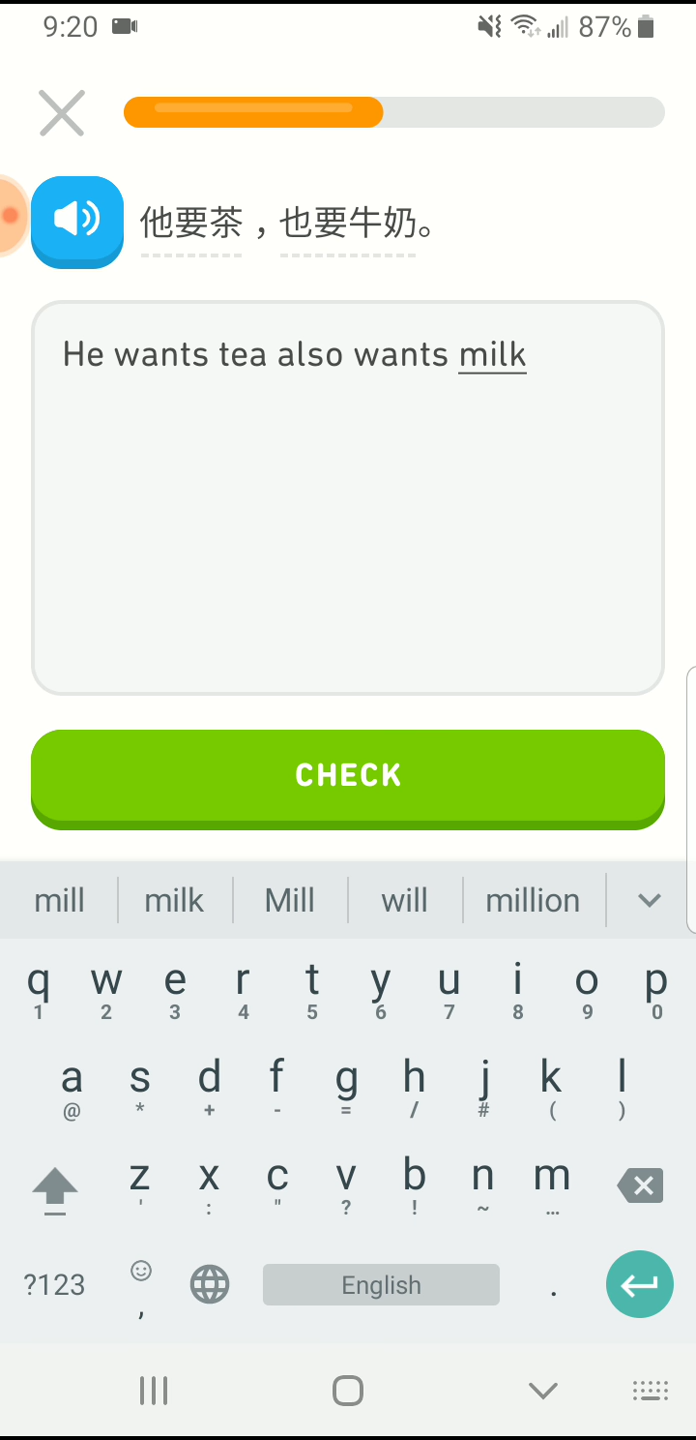 9:20 87%
他要茶，也要牛奶。
He wants tea also wants milk
CHECK
mill milk Mill will million
q w e r t y u i o p
1 2 3 4 5 6 7 8 9 0
a s d f g h j k l
@ * + - = / # ( )
z x c v b n m
' : " ? ! ~ …
?123 , English .